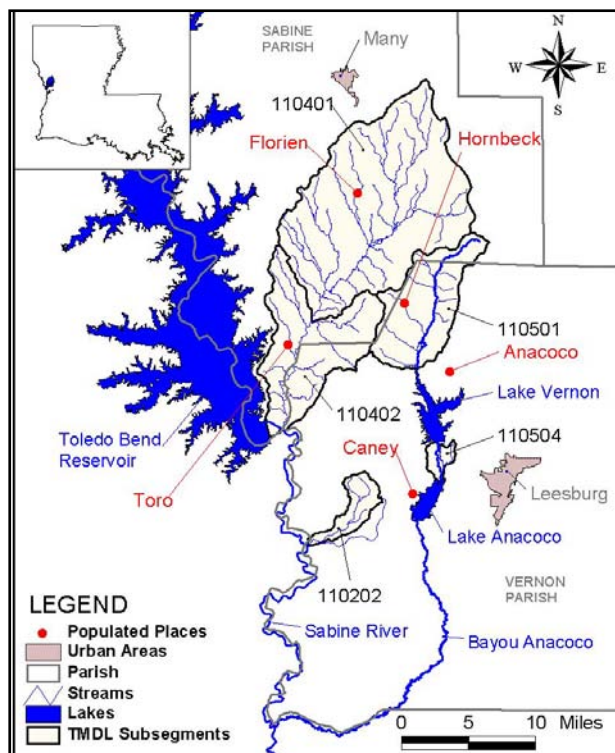 SABINE
PARISH
Many
N
W
E
S
110401
Florien
Hornbeck
110501
Anacoco
Lake Vernon
110402
110504
Toledo Bend
Reservoir
Caney
Toro
Leesburg
Lake Anacoco
110202
VERNON
PARISH
LEGEND
Populated Places
Urban Areas
Parish
Streams
Lakes
TMDL Subsegments
Sabine River
Bayou Anacoco
0 5 10 Miles